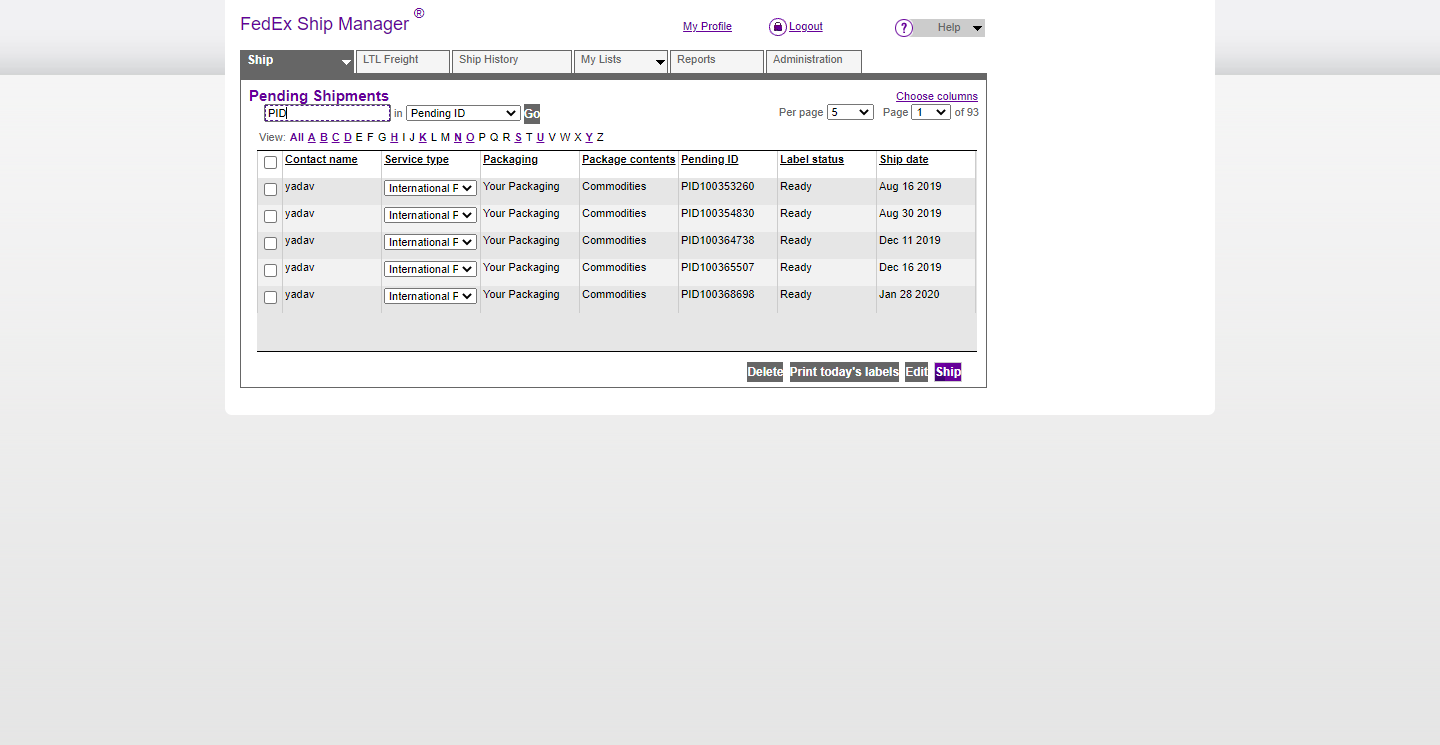 FedEx Ship Manager ®
My Profile Logout ? Help
Ship LTL Freight Ship History My Lists Reports Administration
Pending Shipments Choose columns
PID in Pending ID Go Per page 5 Page 1 of 93
View: All A B C D E F G H I J K L M N O P Q R S T U V W X Y Z
Contact name Service type Packaging Package contents Pending ID Label status Ship date
yadav International P Your Packaging Commodities PID100353260 Ready Aug 16 2019
yadav International P Your Packaging Commodities PID100354830 Ready Aug 30 2019
yadav International P Your Packaging Commodities PID100364738 Ready Dec 11 2019
yadav International P Your Packaging Commodities PID100365507 Ready Dec 16 2019
yadav International P Your Packaging Commodities PID100368698 Ready Jan 28 2020
Delete Print today's labels Edit Ship